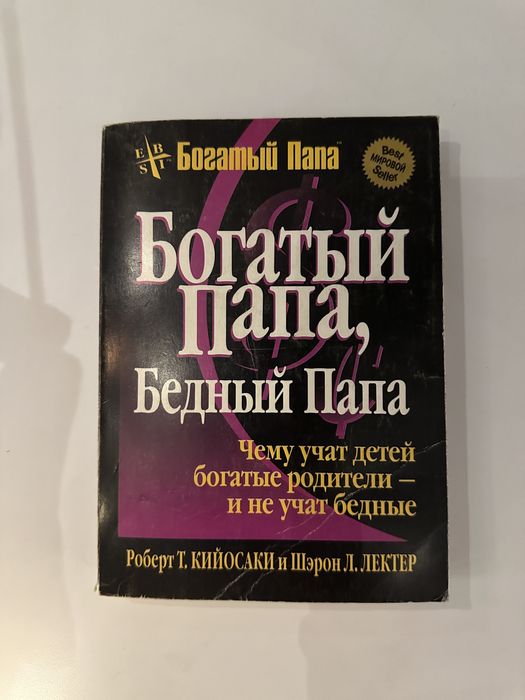 E B S I
Богатый Папа™
Best
МИРОВОЙ
Seller
Богатый
Папа,
Бедный Папа
Чему учат детей
богатые родители –
и не учат бедные
Роберт Т. КИЙОСАКИ и Шэрон Л. ЛЕКТЕР